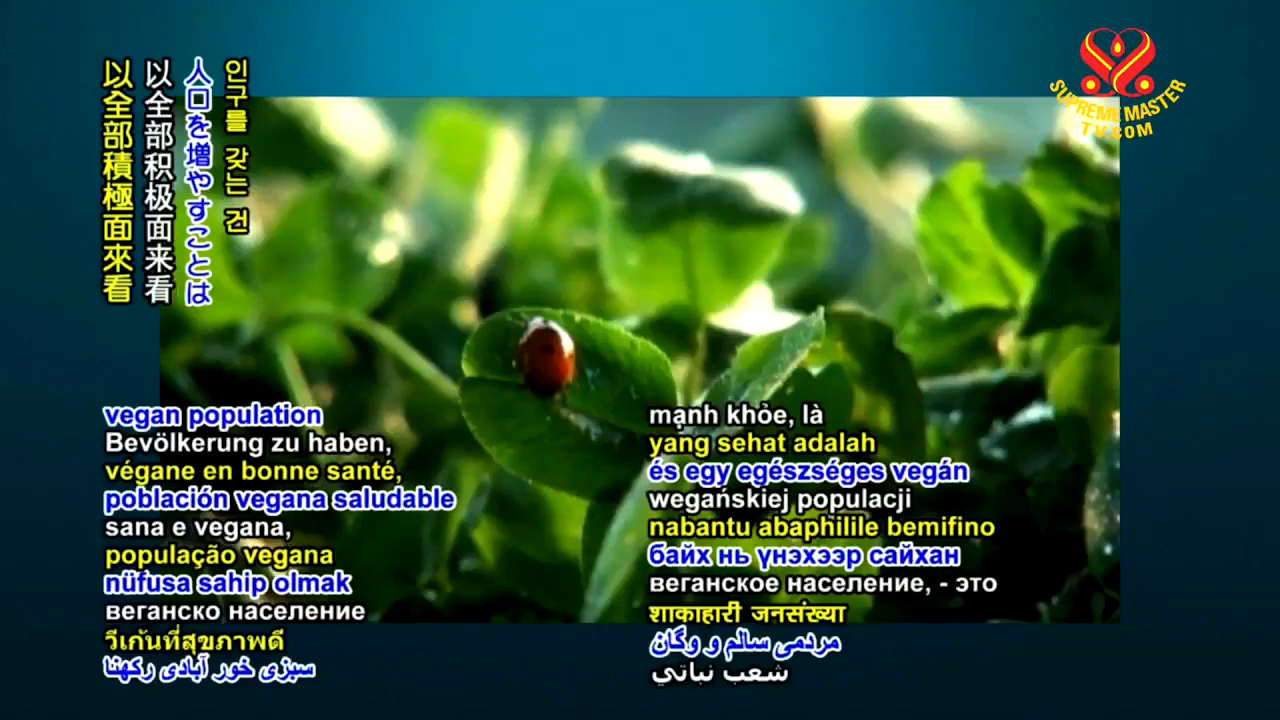 以全部積極面來看
以全部积极面来看
人口を増やすことは
인구를 갖는 건
SUPREME MASTER
TV.COM
vegan population
Bevölkerung zu haben,
végane en bonne santé,
población vegana saludable
sana e vegana,
população vegana
nüfusa sahip olmak
веганско население
วีเก้นที่สุขภาพดี
سبزی خور آبادی رکھنا
mạnh khỏe, là
yang sehat adalah
és egy egészséges vegán
wegańskiej populacji
nabantu abaphilile bemifino
байх нь үнэхээр сайхан
веганское население, - это
शाकाहारी जनसंख्या
مردمی سالم و وگان
شعب نباتي